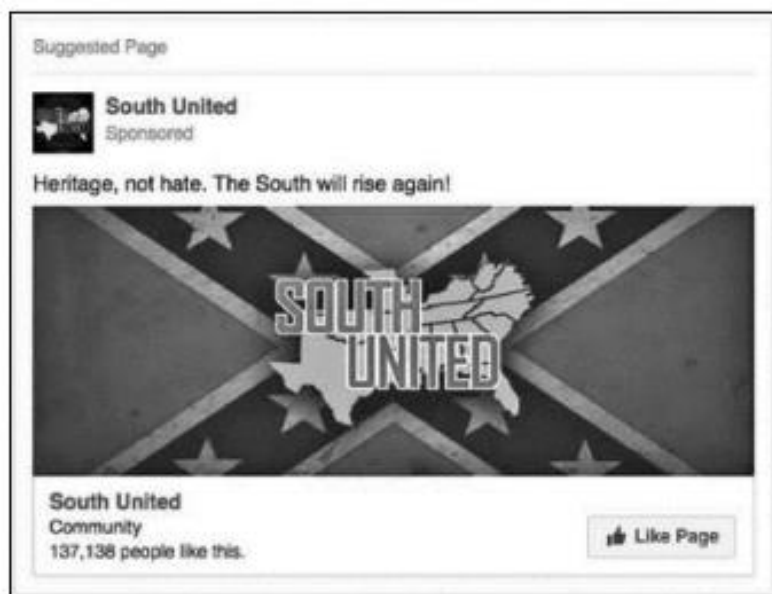 Suggested Page
South United
Sponsored
Heritage, not hate. The South will rise again!
SOUTH
UNITED
South United
Community
137,138 people like this.
Like Page